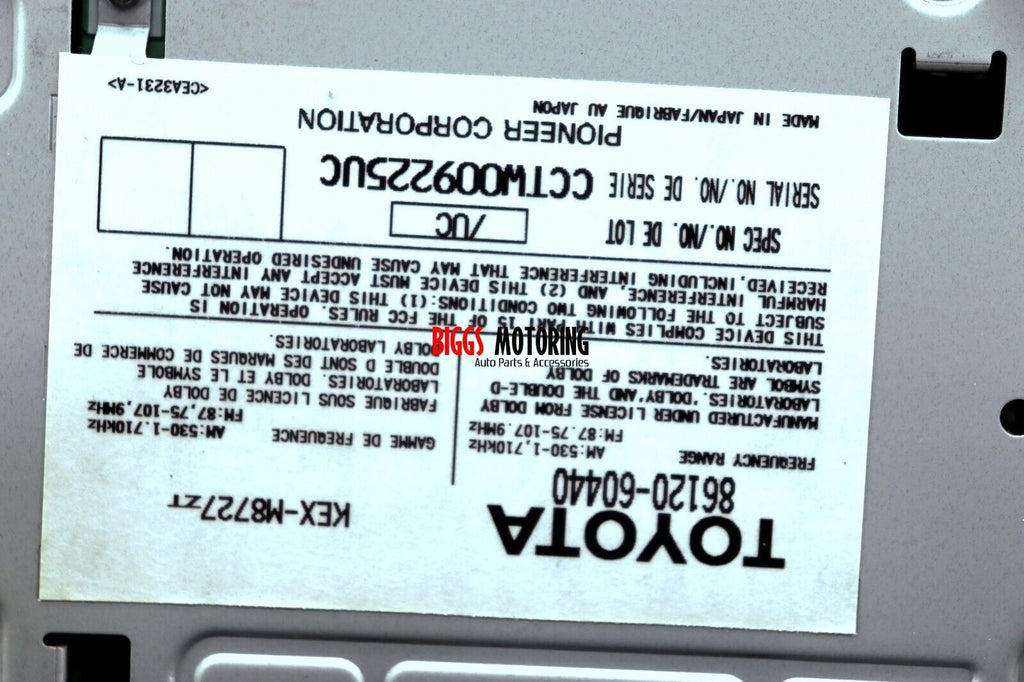 TOYOTA
86120-60440
KEX-M8727ZT
FREQUENCY RANGE AM:530-1,710kHz
FM:87.75-107.9MHz
MANUFACTURED UNDER LICENSE FROM DOLBY
LABORATORIES. "DOLBY"AND THE DOUBLE-D
SYMBOL ARE TRADEMARKS OF DOLBY
LABORATORIES.
GAMME DE FREQUENCE AM:530-1,710kHz
FM:87,75-107,9MHz
FABRIQUE SOUS LICENCE DE DOLBY
LABORATORIES. DOLBY ET LE SYMBOLE
DOUBLE D SONT DES MARQUES DE COMMERCE DE
DOLBY LABORATORIES.
THIS DEVICE COMPLIES WITH PART 15 OF THE FCC RULES. OPERATION IS
SUBJECT TO THE FOLLOWING TWO CONDITIONS:(1) THIS DEVICE MAY NOT CAUSE
HARMFUL INTERFERENCE, AND (2) THIS DEVICE MUST ACCEPT ANY INTERFERENCE
RECEIVED, INCLUDING INTERFERENCE THAT MAY CAUSE UNDESIRED OPERATION.
SPEC NO./NO. DE LOT /UC
SERIAL NO./NO. DE SERIE CCTW009225UC
PIONEER CORPORATION
MADE IN JAPAN/FABRIQUE AU JAPON
<CEA3231-A>
BIGGS MOTORING
Auto Parts & Accessories